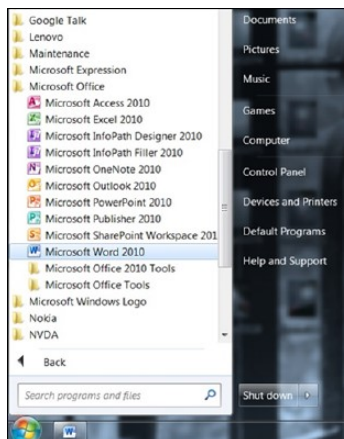 Google Talk
Lenovo
Maintenance
Microsoft Expression
Microsoft Office
Microsoft Access 2010
Microsoft Excel 2010
Microsoft InfoPath Designer 2010
Microsoft InfoPath Filler 2010
Microsoft OneNote 2010
Microsoft Outlook 2010
Microsoft PowerPoint 2010
Microsoft Publisher 2010
Microsoft SharePoint Workspace 201
Microsoft Word 2010
Microsoft Office 2010 Tools
Microsoft Office Tools
Microsoft Windows Logo
Nokia
NVDA
Back
Search programs and files
Documents
Pictures
Music
Games
Computer
Control Panel
Devices and Printers
Default Programs
Help and Support
Shut down